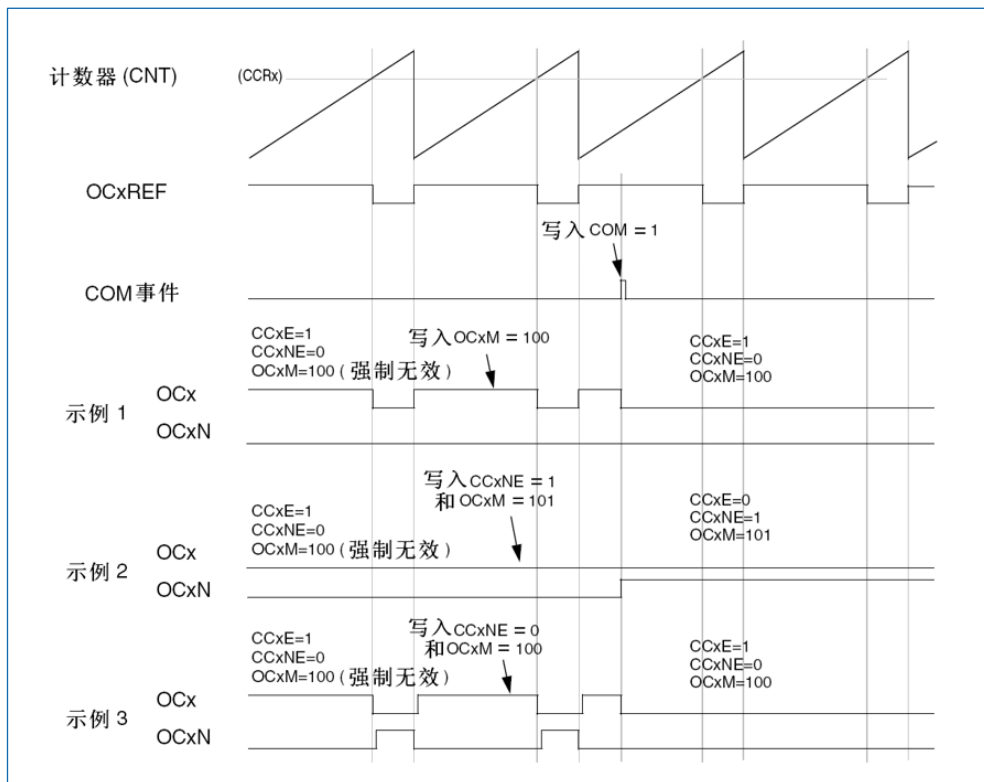 计数器 (CNT)
(CCRx)
OCxREF
写入 COM = 1
COM 事件
CCxE=1
CCxNE=0
OCxM=100 ( 强制无效 )
写入 OCxM = 100
CCxE=1
CCxNE=0
OCxM=100
示例 1
OCx
OCxN
写入 CCxNE = 1
和 OCxM = 101
CCxE=1
CCxNE=0
OCxM=100 ( 强制无效 )
CCxE=0
CCxNE=1
OCxM=101
示例 2
OCx
OCxN
写入 CCxNE = 0
和 OCxM = 100
CCxE=1
CCxNE=0
OCxM=100 ( 强制无效 )
CCxE=1
CCxNE=0
OCxM=100
示例 3
OCx
OCxN